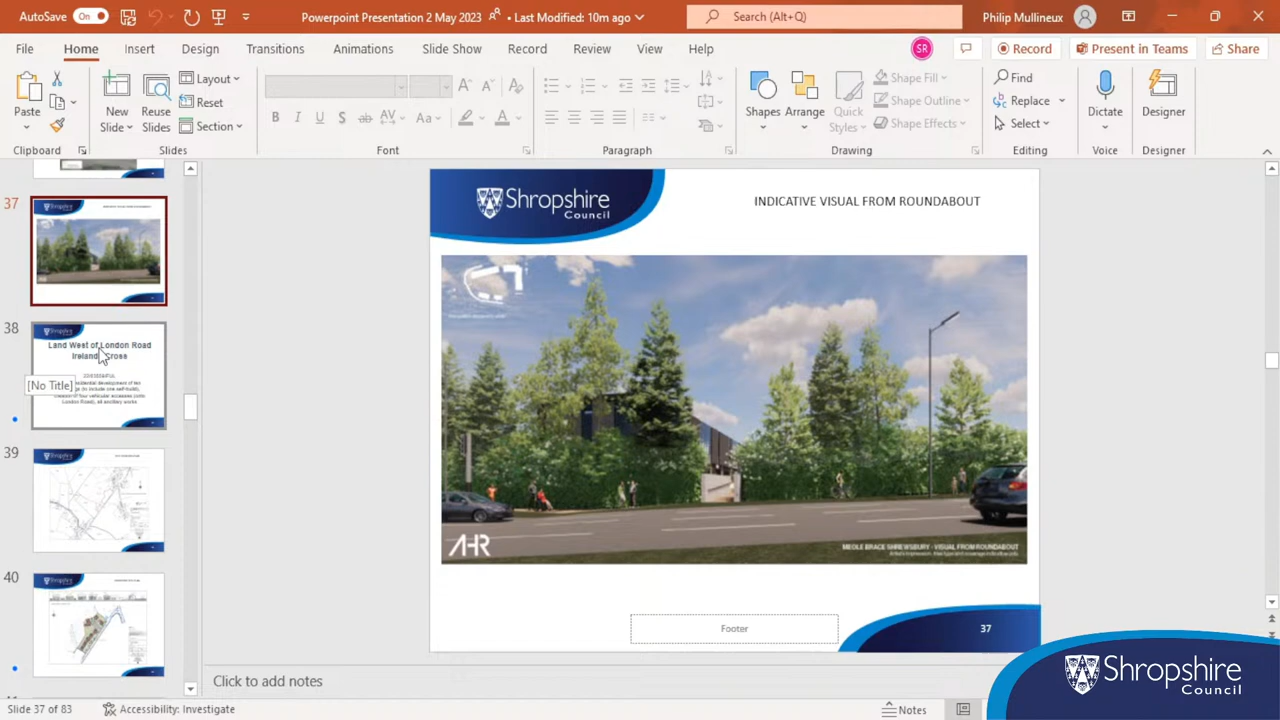 AutoSave On Powerpoint Presentation 2 May 2023 • Last Modified: 10m ago Search (Alt+Q) Philip Mullineux
File Home Insert Design Transitions Animations Slide Show Record Review View Help SR Record Present in Teams Share
Paste New Slide Reuse Slides Layout Reset Section Shapes Arrange Quick Styles Shape Fill Shape Outline Shape Effects Find Replace Select Dictate Designer
Clipboard Slides Font Paragraph Drawing Editing Voice Designer
37
38
Land West of London Road
Ireland Cross
[No Title]
39
40
Shropshire
Council
INDICATIVE VISUAL FROM ROUNDABOUT
AHR
MEOLE BRACE SHREWSBURY - VISUAL FROM ROUNDABOUT
Footer
37
Click to add notes
Slide 37 of 83 Accessibility: Investigate Notes
Shropshire
Council